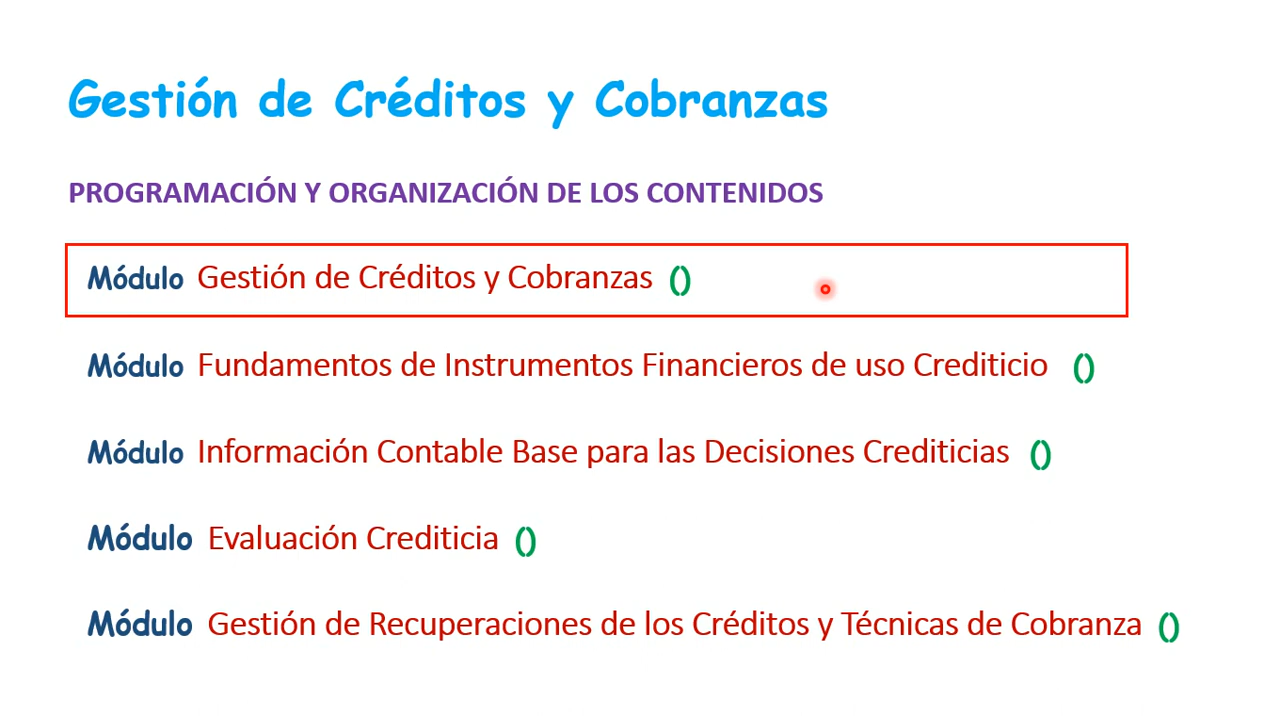 Gestión de Créditos y Cobranzas
PROGRAMACIÓN Y ORGANIZACIÓN DE LOS CONTENIDOS
Módulo Gestión de Créditos y Cobranzas ()
Módulo Fundamentos de Instrumentos Financieros de uso Crediticio ()
Módulo Información Contable Base para las Decisiones Crediticias ()
Módulo Evaluación Crediticia ()
Módulo Gestión de Recuperaciones de los Créditos y Técnicas de Cobranza ()